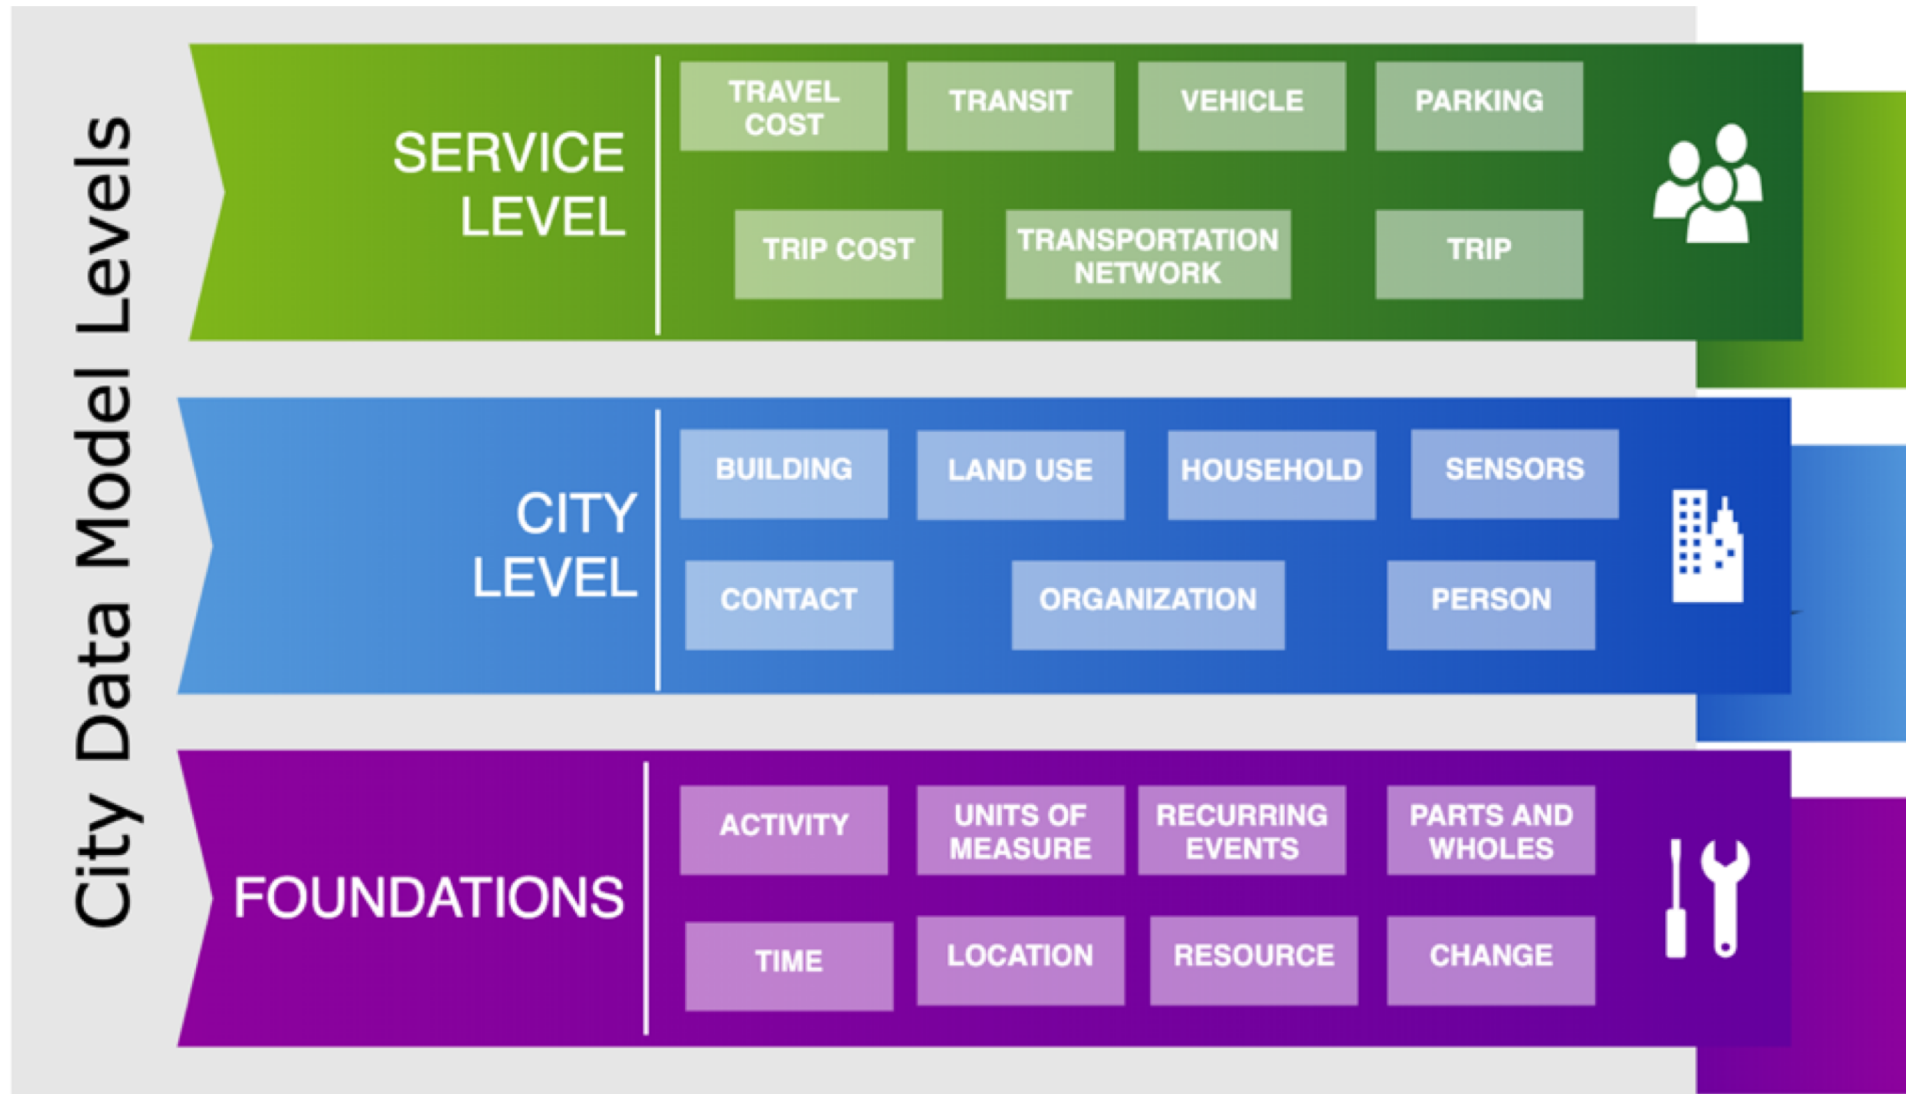 City Data Model Levels
SERVICE
LEVEL
TRAVEL
COST
TRANSIT
VEHICLE
PARKING
TRIP COST
TRANSPORTATION
NETWORK
TRIP
CITY
LEVEL
BUILDING
LAND USE
HOUSEHOLD
SENSORS
CONTACT
ORGANIZATION
PERSON
FOUNDATIONS
ACTIVITY
UNITS OF
MEASURE
RECURRING
EVENTS
PARTS AND
WHOLES
TIME
LOCATION
RESOURCE
CHANGE